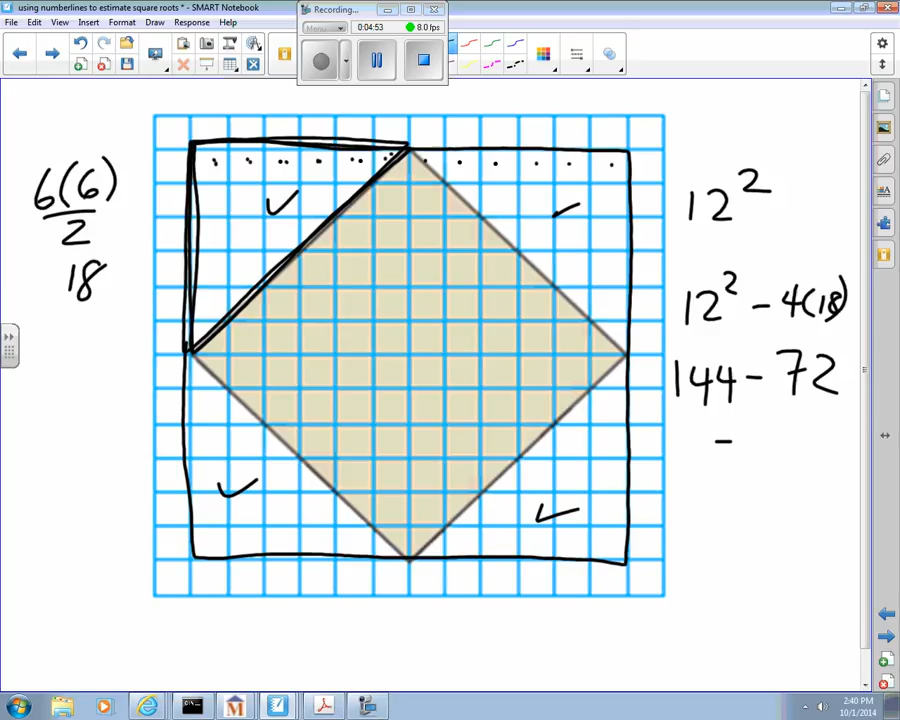 using numberlines to estimate square roots * - SMART Notebook
Recording...
File Edit View Insert Format Draw Response Help
Menu
0:04:53
8.0 fps
6(6)
2
18
12²
12² - 4(18)
144 - 72
=
2:40 PM
10/1/2014